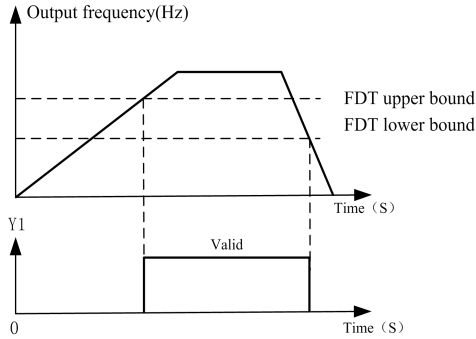 Output frequency(Hz)
FDT upper bound
FDT lower bound
Time（S）
Y1
Valid
0
Time（S）